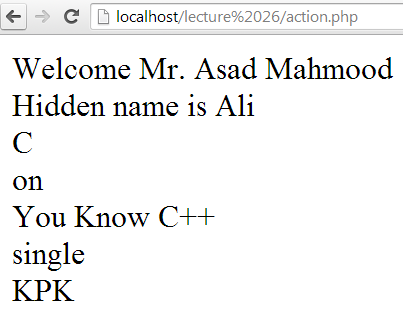 localhost/lecture%2026/action.php
Welcome Mr. Asad Mahmood
Hidden name is Ali
C
on
You Know C++
single
KPK